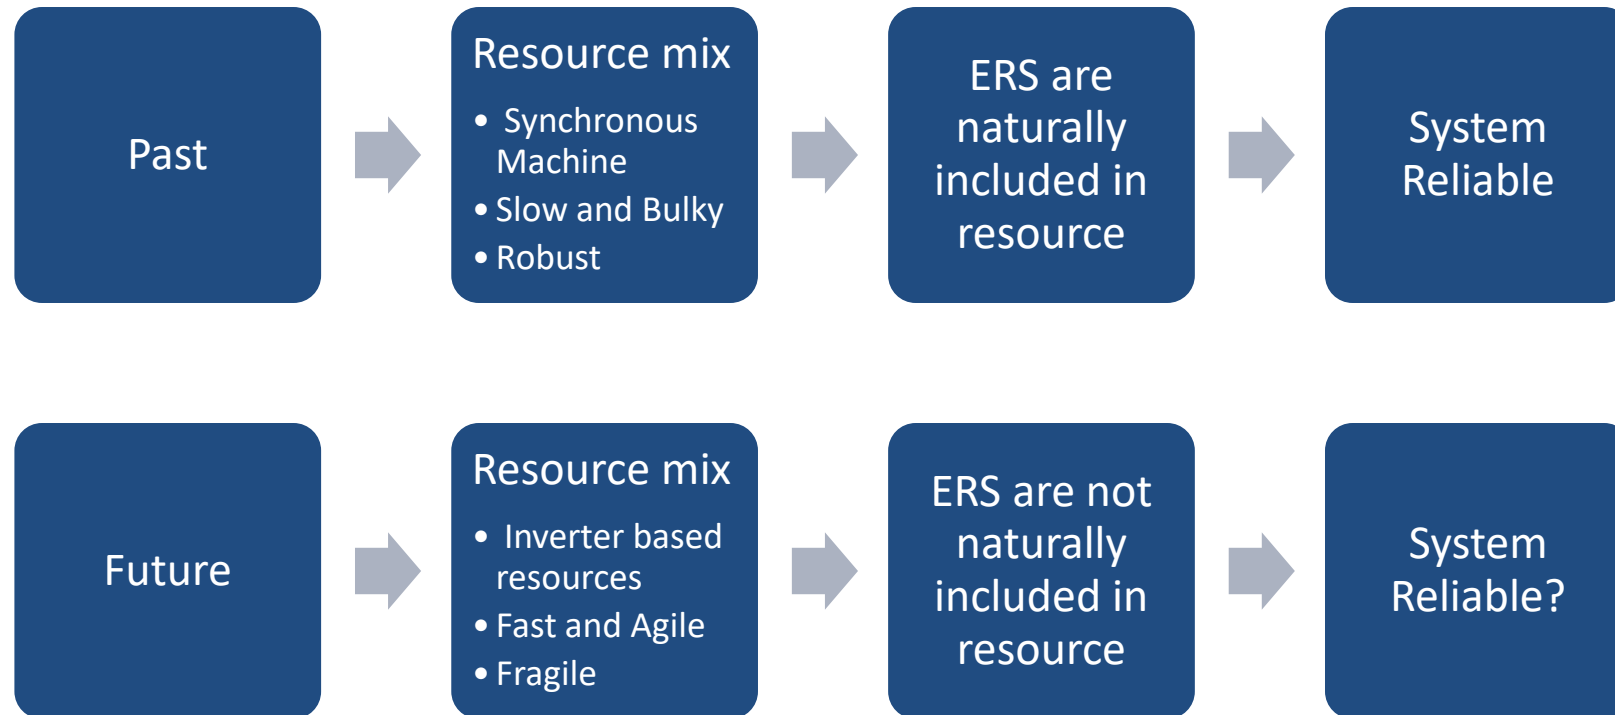 Past
Resource mix
• Synchronous
Machine
• Slow and Bulky
• Robust
ERS are
naturally
included in
resource
System
Reliable
Future
Resource mix
• Inverter based
resources
• Fast and Agile
• Fragile
ERS are not
naturally
included in
resource
System
Reliable?